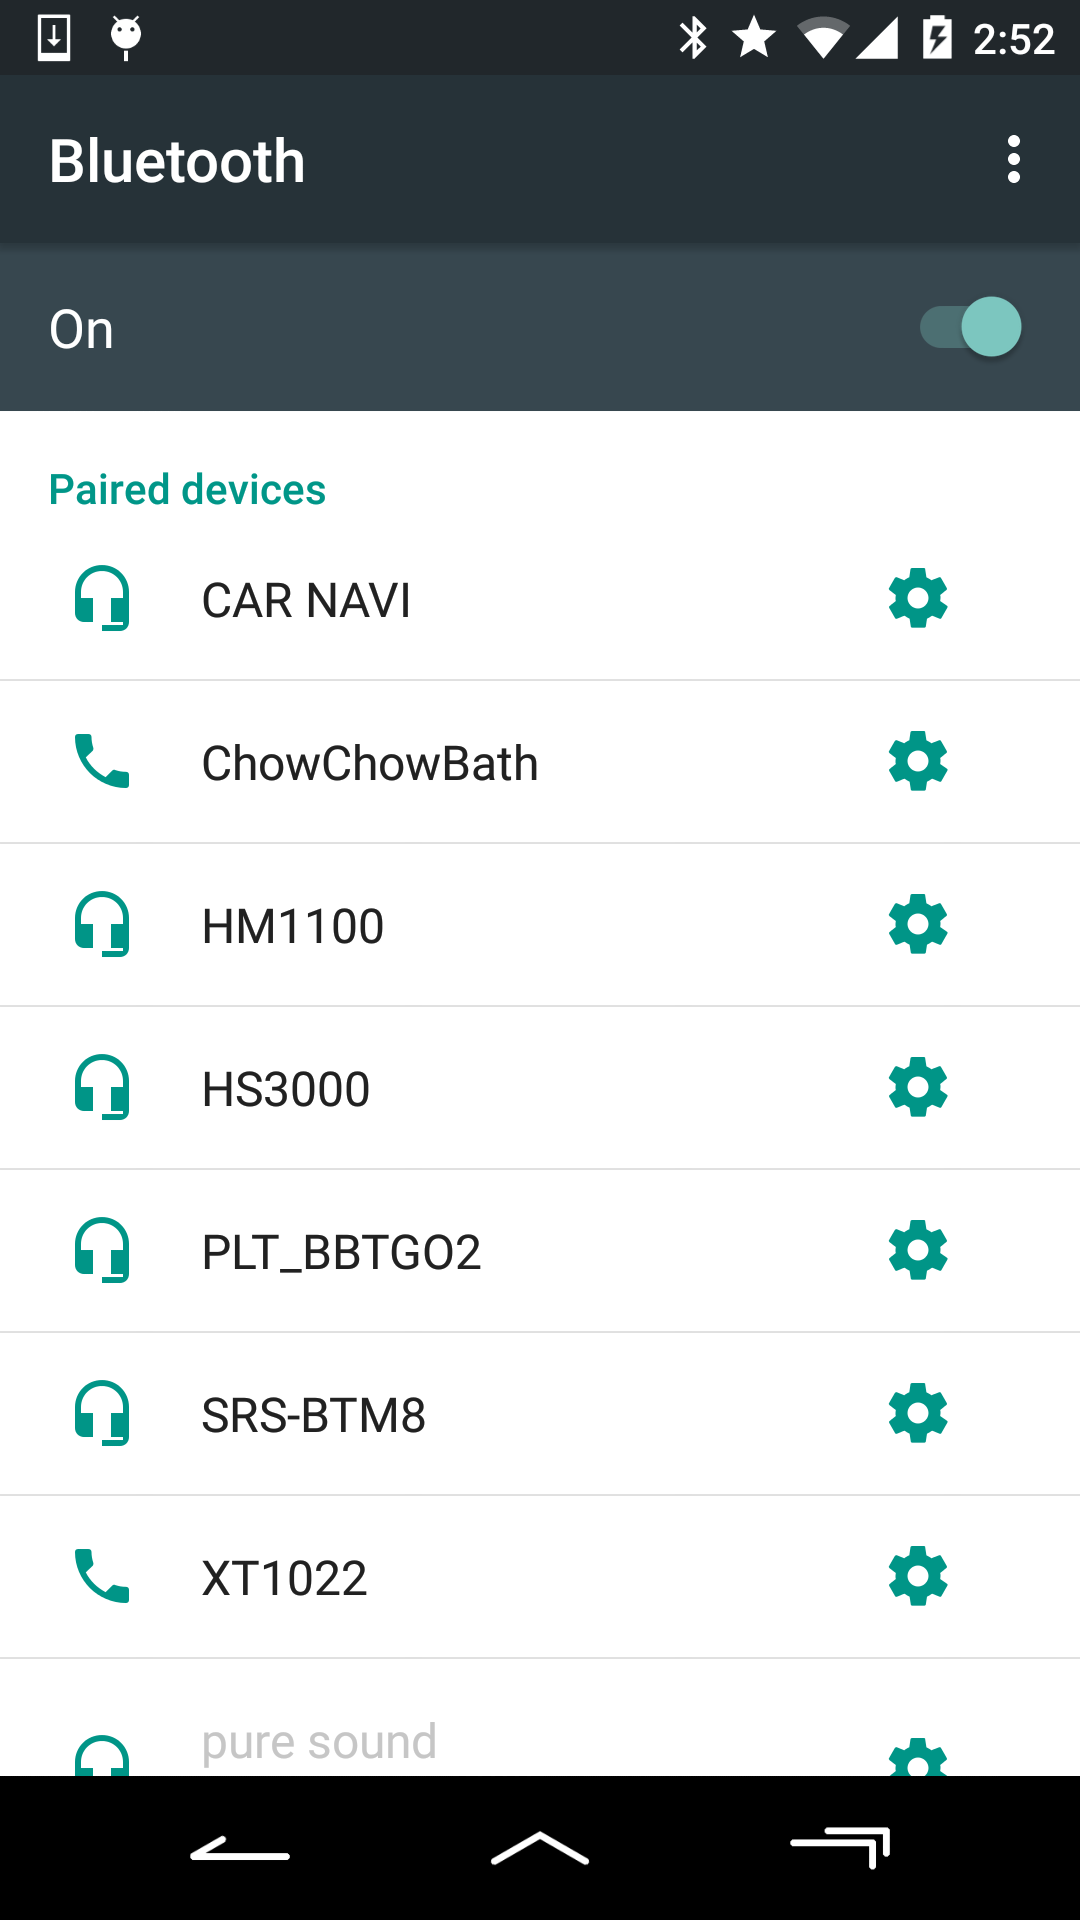 2:52
Bluetooth
On
Paired devices
CAR NAVI
ChowChowBath
HM1100
HS3000
PLT_BBTGO2
SRS-BTM8
XT1022
pure sound